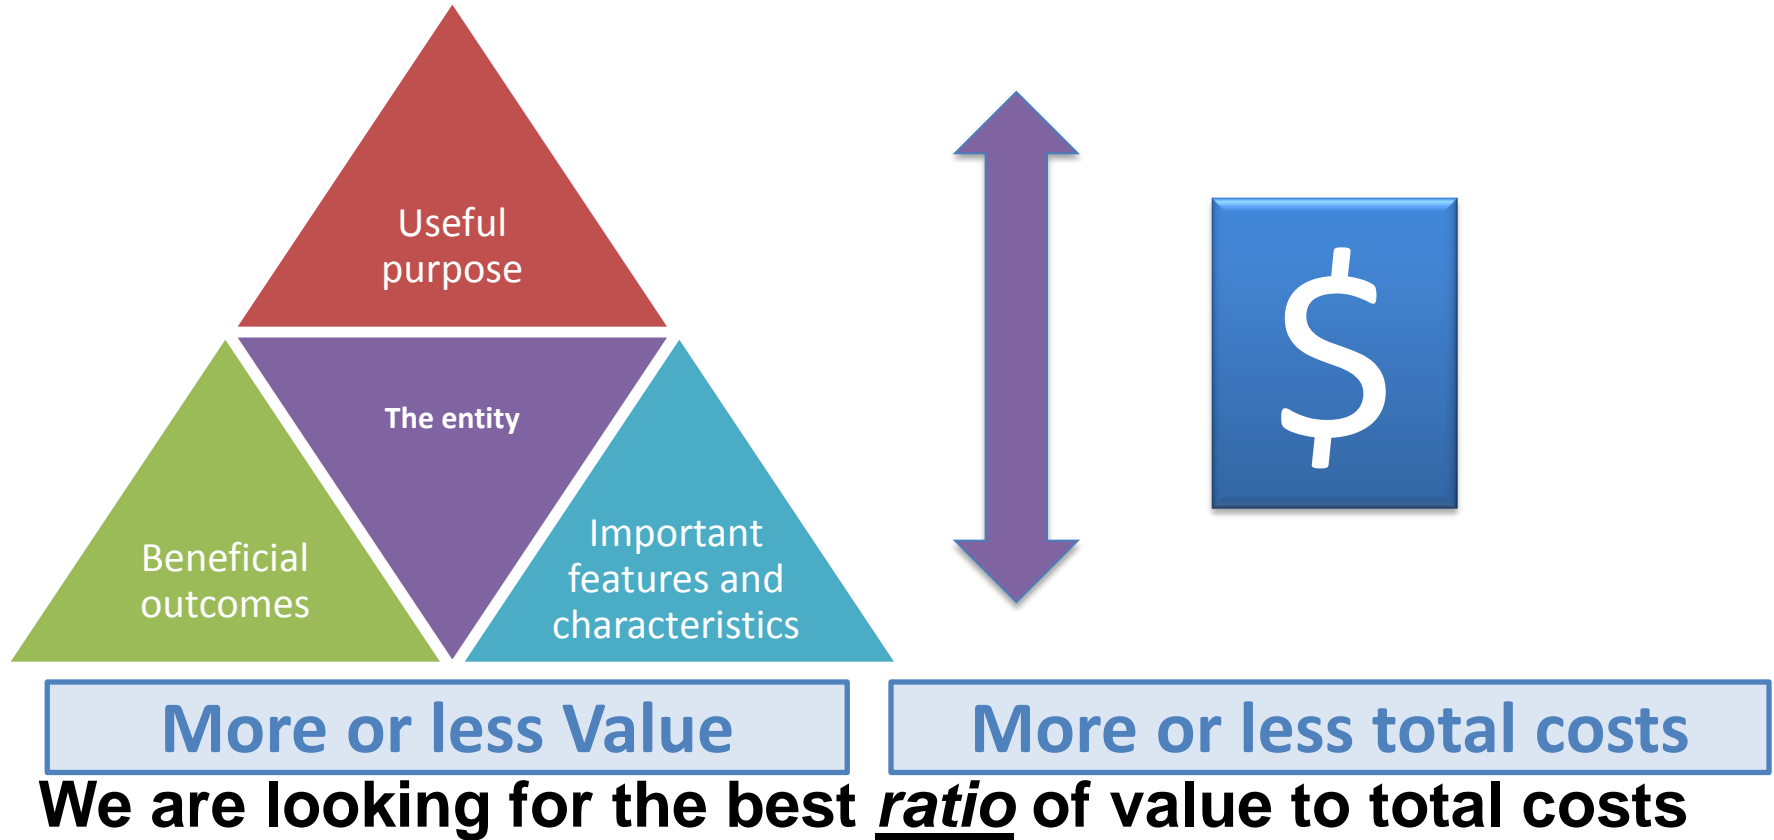 Useful
purpose
The entity
Beneficial
outcomes
Important
features and
characteristics
$
More or less Value
More or less total costs
We are looking for the best ratio of value to total costs